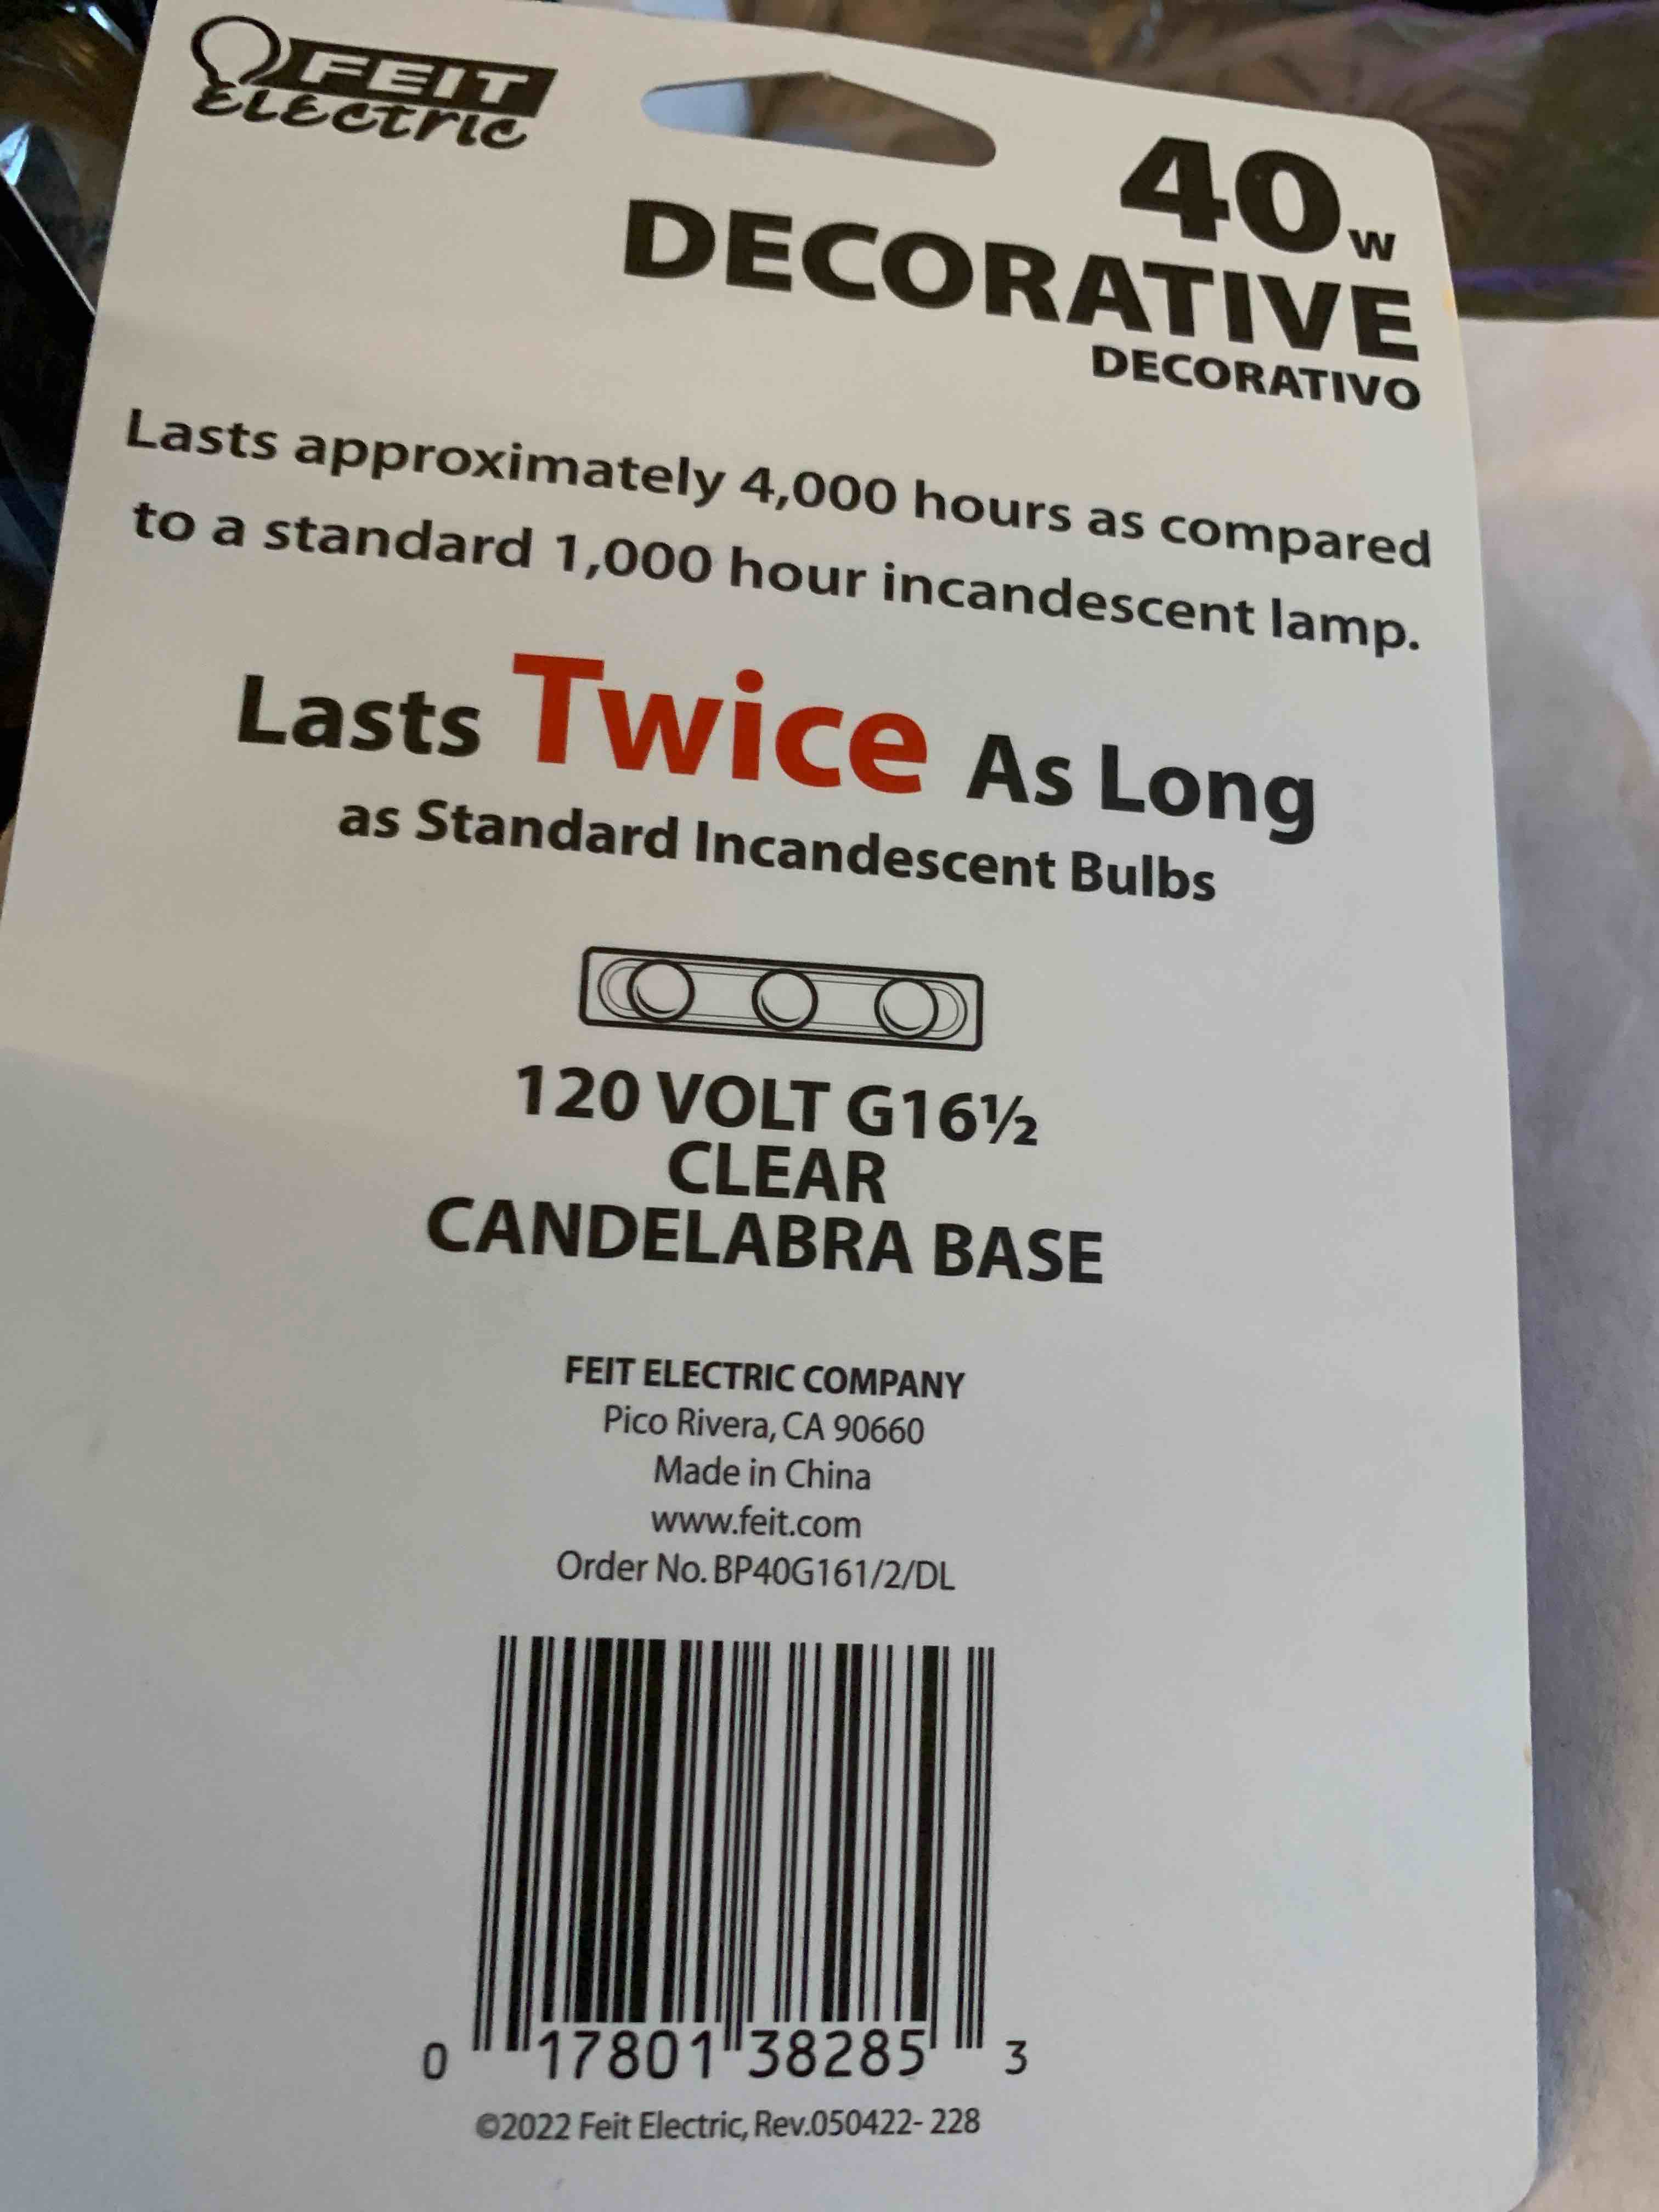 FEIT
ELECTRIC
40W
DECORATIVE
DECORATIVO
Lasts approximately 4,000 hours as compared
to a standard 1,000 hour incandescent lamp.
Lasts Twice As Long
as Standard Incandescent Bulbs
120 VOLT G16½
CLEAR
CANDELABRA BASE
FEIT ELECTRIC COMPANY
Pico Rivera, CA 90660
Made in China
www.feit.com
Order No. BP40G161/2/DL
0 17801 38285 3
©2022 Feit Electric, Rev.050422- 228